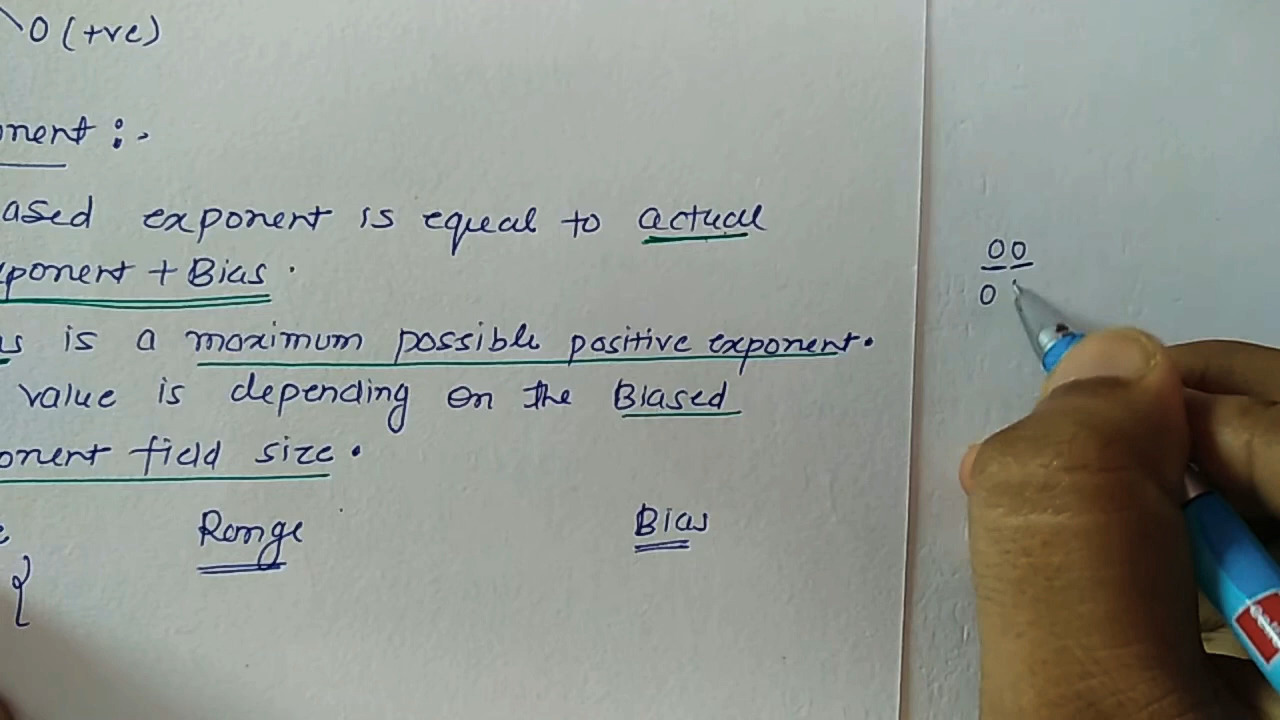 0 (+ve)
nent :-
ased exponent is equal to actual
ponent + Bias.
s is a maximum possible positive exponent.
value is depending on the Biased
onent field size.
Range Bias
{
00
0